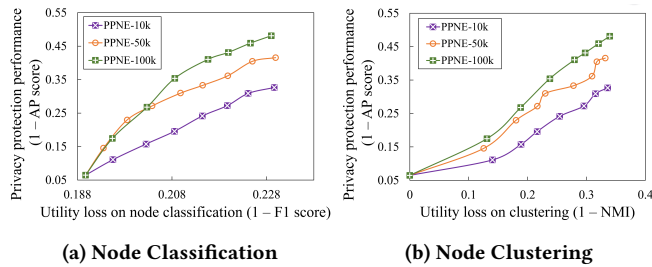 Privacy protection performance
(1 – AP score)
0.55
0.45
0.35
0.25
0.15
0.05
PPNE-10k
PPNE-50k
PPNE-100k
0.188
0.208
0.228
Utility loss on node classification (1 – F1 score)
(a) Node Classification
Privacy protection performance
(1 – AP score)
0.55
0.45
0.35
0.25
0.15
0.05
PPNE-10k
PPNE-50k
PPNE-100k
0
0.1
0.2
0.3
0.4
Utility loss on clustering (1 – NMI)
(b) Node Clustering